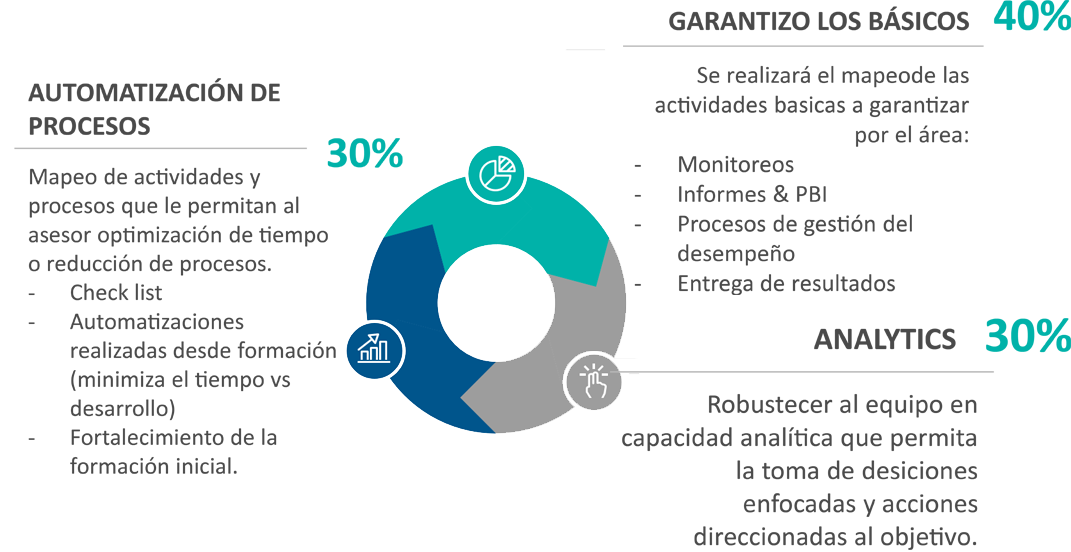 GARANTIZO LOS BÁSICOS 40%
Se realizará el mapeode las
actividades basicas a garantizar
por el área:
- Monitoreos
- Informes & PBI
- Procesos de gestión del
desempeño
- Entrega de resultados
AUTOMATIZACIÓN DE
PROCESOS
30%
Mapeo de actividades y
procesos que le permitan al
asesor optimización de tiempo
o reducción de procesos.
- Check list
- Automatizaciones
realizadas desde formación
(minimiza el tiempo vs
desarrollo)
- Fortalecimiento de la
formación inicial.
ANALYTICS 30%
Robustecer al equipo en
capacidad analítica que permita
la toma de desiciones
enfocadas y acciones
direccionadas al objetivo.